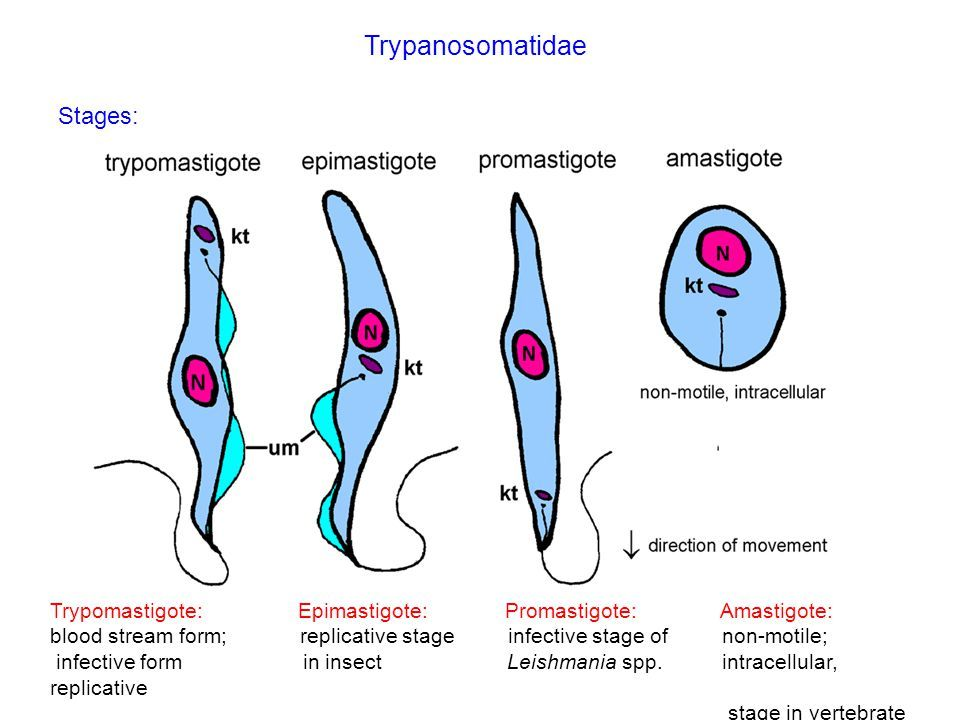 Trypanosomatidae
Stages:
trypomastigote epimastigote promastigote amastigote
kt
N
um
N
kt
N
kt
N
kt
non-motile, intracellular
↓ direction of movement
Trypomastigote: Epimastigote: Promastigote: Amastigote:
blood stream form; replicative stage infective stage of non-motile;
infective form in insect Leishmania spp. intracellular,
replicative
stage in vertebrate